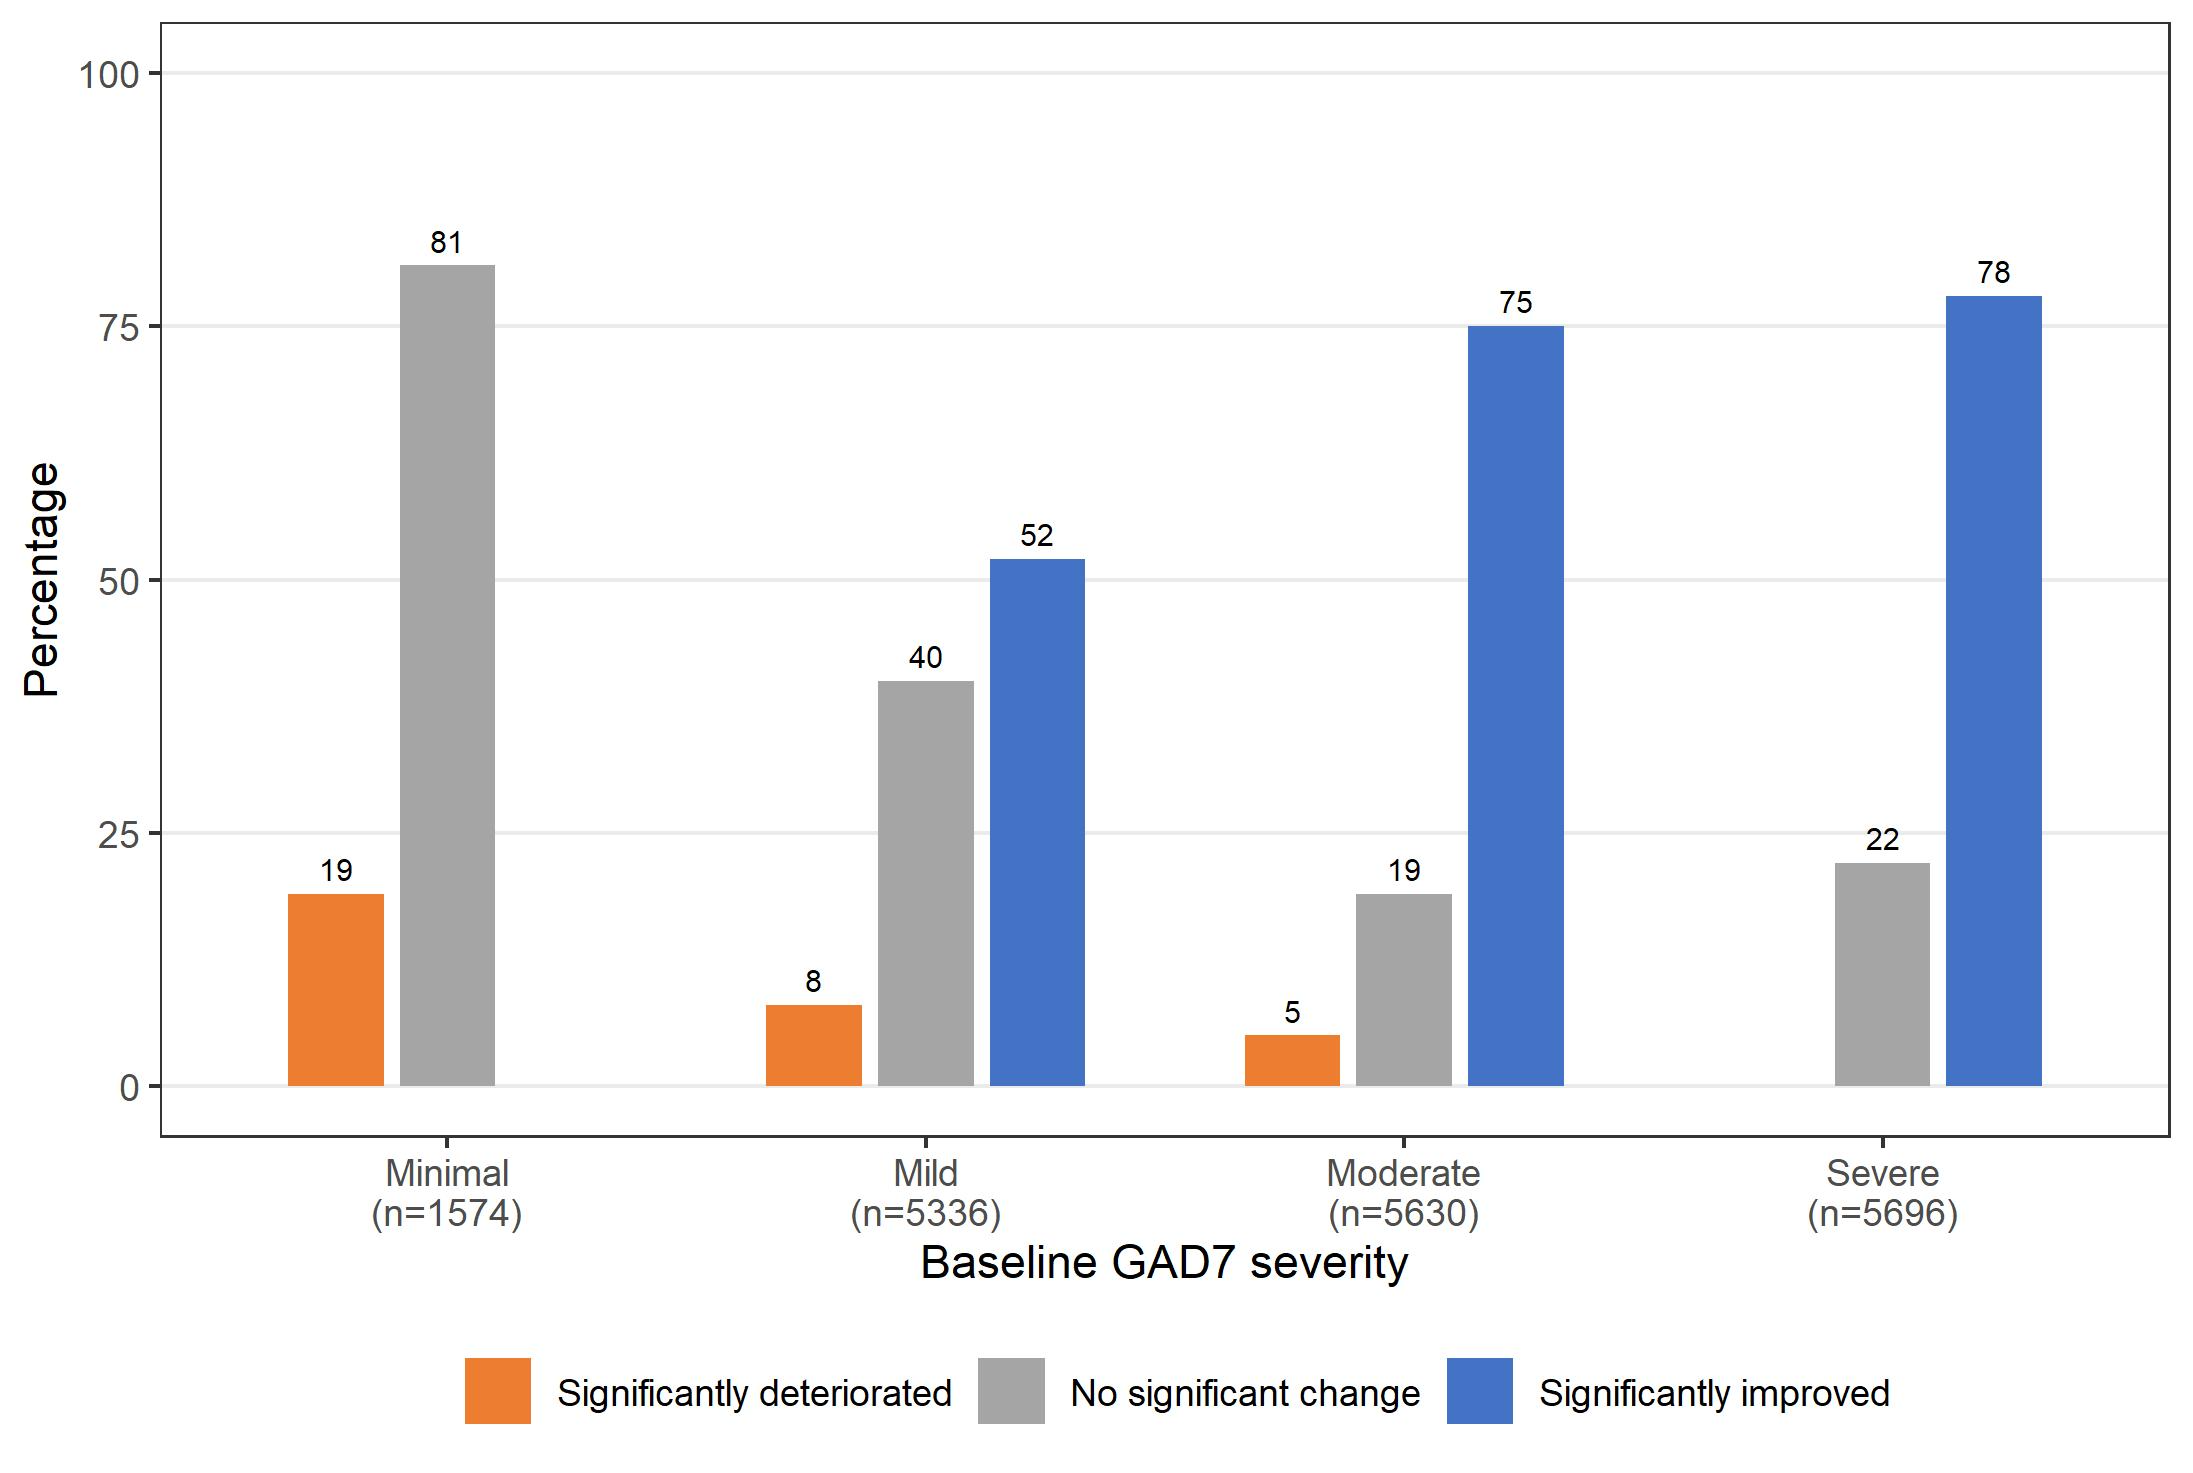 Percentage
100
75
50
25
0
81
19
52
40
8
75
19
5
78
22
Minimal
(n=1574)
Mild
(n=5336)
Moderate
(n=5630)
Severe
(n=5696)
Baseline GAD7 severity
Significantly deteriorated
No significant change
Significantly improved